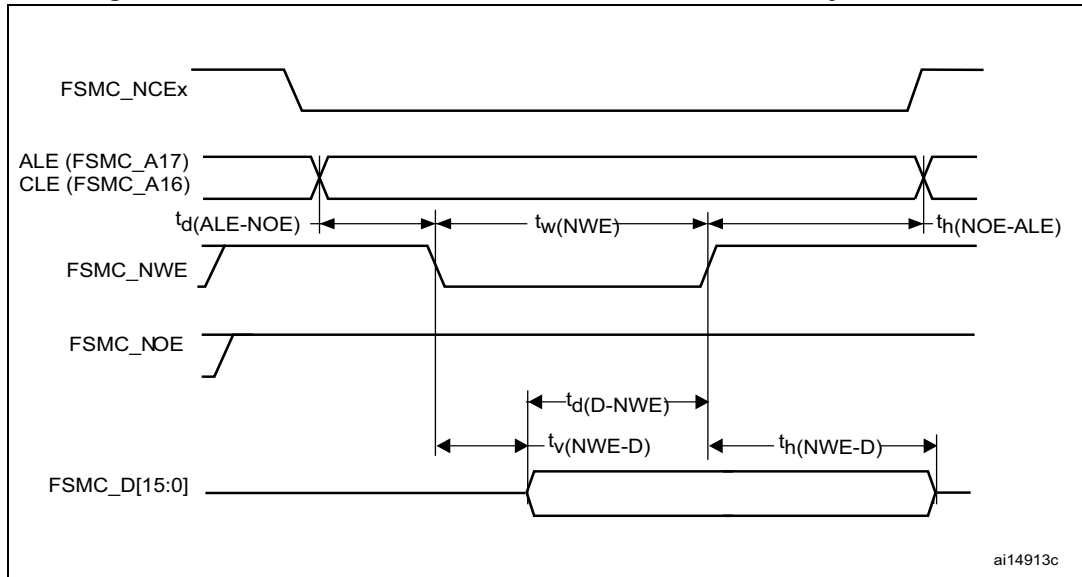 FSMC_NCEx
ALE (FSMC_A17)
CLE (FSMC_A16)
td(ALE-NOE)
tw(NWE)
th(NOE-ALE)
FSMC_NWE
FSMC_NOE
td(D-NWE)
tv(NWE-D)
th(NWE-D)
FSMC_D[15:0]
ai14913c